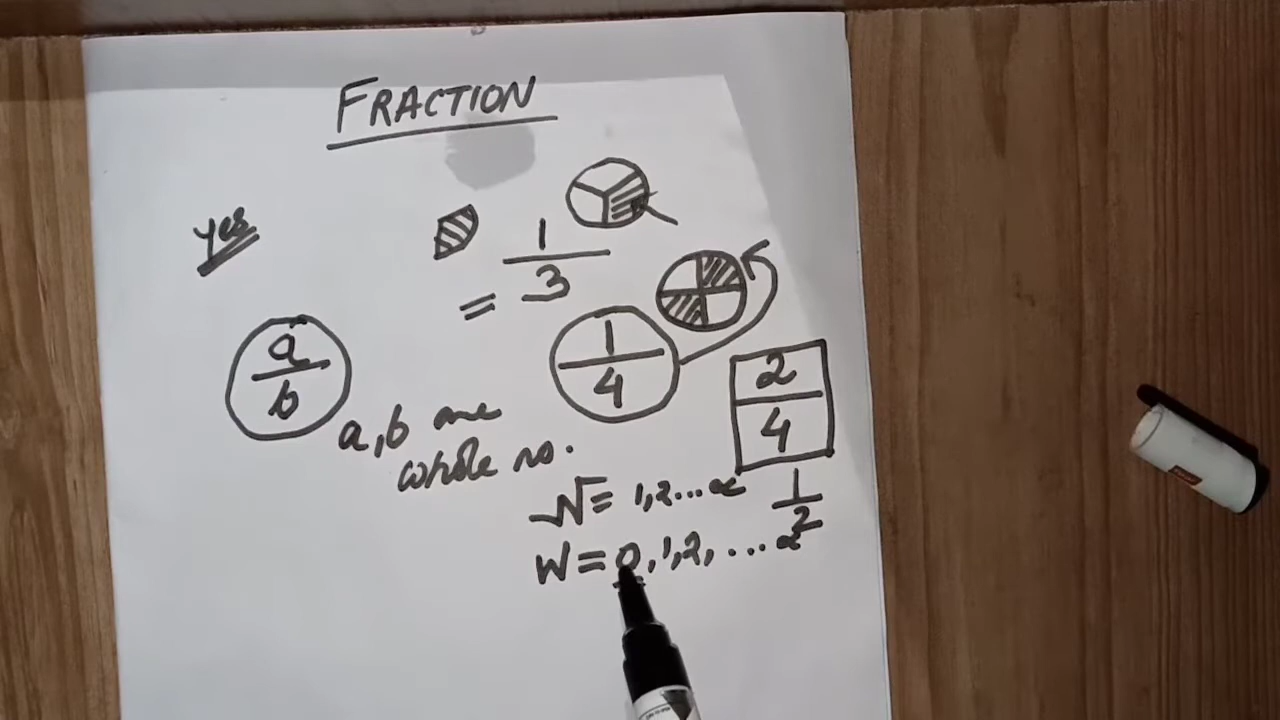 FRACTION
yes
1
3
=
a
b
1
4
2
4
a,b are
whole no.
N= 1,2...∝
1
2
W=0,1,2,...∝